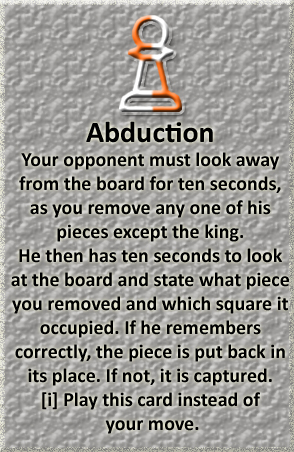 Abduction
Your opponent must look away
from the board for ten seconds,
as you remove any one of his
pieces except the king.
He then has ten seconds to look
at the board and state what piece
you removed and which square it
occupied. If he remembers
correctly, the piece is put back in
its place. If not, it is captured.
[i] Play this card instead of
your move.